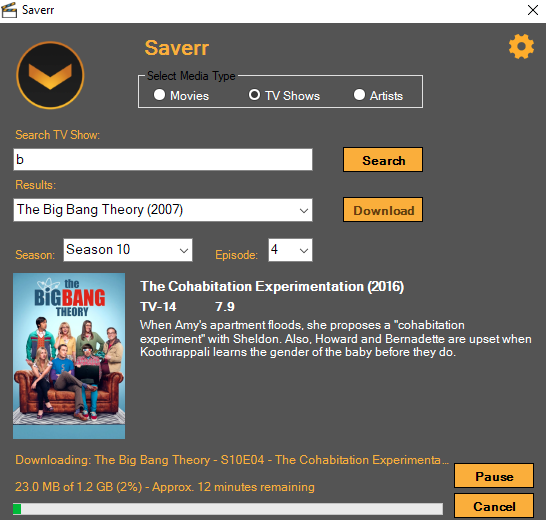 Saverr
Saverr
Select Media Type
Movies
TV Shows
Artists
Search TV Show:
b
Search
Results:
The Big Bang Theory (2007)
Download
Season:
Season 10
Episode:
4
the
BIG BANG
THEORY
The Cohabitation Experimentation (2016)
TV-14 7.9
When Amy's apartment floods, she proposes a "cohabitation
experiment" with Sheldon. Also, Howard and Bernadette are upset when
Koothrappali learns the gender of the baby before they do.
Downloading: The Big Bang Theory - S10E04 - The Cohabitation Experimenta...
Pause
23.0 MB of 1.2 GB (2%) - Approx. 12 minutes remaining
Cancel